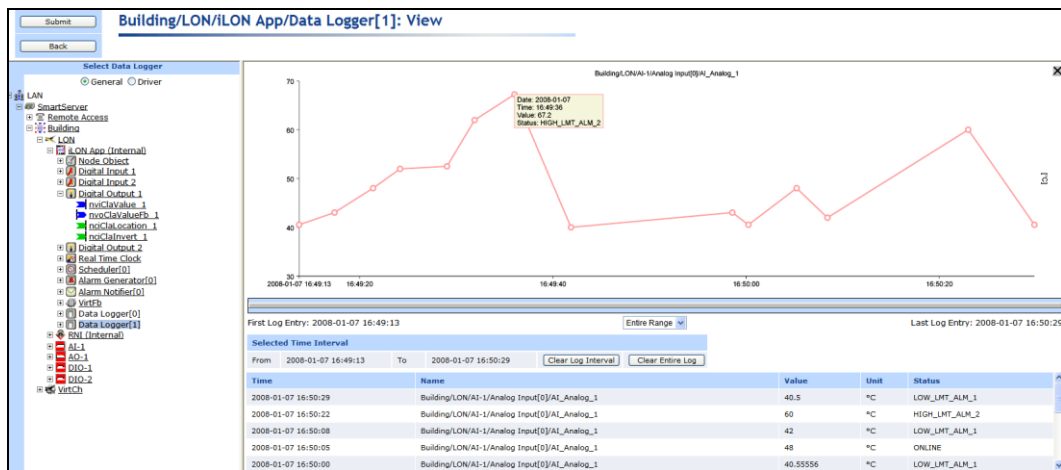 Submit
Back
Building/LON/iLON App/Data Logger[1]: View
Select Data Logger
General Driver
LAN
SmartServer
Remote Access
Building
LON
iLON App (Internal)
Node Object
Digital Input 1
Digital Input 2
Digital Output 1
nviClaValue_1
nvoClaValueFb_1
nciClaLocation_1
nciClaInvert_1
Digital Output 2
Real Time Clock
Scheduler[0]
Alarm Generator[0]
Alarm Notifier[0]
VirtFb
Data Logger[0]
Data Logger[1]
RNI (Internal)
AI-1
AO-1
DIO-1
DIO-2
VirtCh
Building/LON/AI-1/Analog Input[0]/AI_Analog_1
X
70
60
50
40
30
Date: 2008-01-07
Time: 16:49:36
Value: 67.2
Status: HIGH_LMT_ALM_2
[°C]
2008-01-07 16:49:13 16:49:20 16:49:40 16:50:00 16:50:20
First Log Entry: 2008-01-07 16:49:13 Entire Range Last Log Entry: 2008-01-07 16:50:29
Selected Time Interval
From 2008-01-07 16:49:13 To 2008-01-07 16:50:29 Clear Log Interval Clear Entire Log
Time Name Value Unit Status
2008-01-07 16:50:29 Building/LON/AI-1/Analog Input[0]/AI_Analog_1 40.5 °C LOW_LMT_ALM_1
2008-01-07 16:50:22 Building/LON/AI-1/Analog Input[0]/AI_Analog_1 60 °C HIGH_LMT_ALM_2
2008-01-07 16:50:08 Building/LON/AI-1/Analog Input[0]/AI_Analog_1 42 °C LOW_LMT_ALM_1
2008-01-07 16:50:05 Building/LON/AI-1/Analog Input[0]/AI_Analog_1 48 °C ONLINE
2008-01-07 16:50:00 Building/LON/AI-1/Analog Input[0]/AI_Analog_1 40.55556 °C LOW_LMT_ALM_1